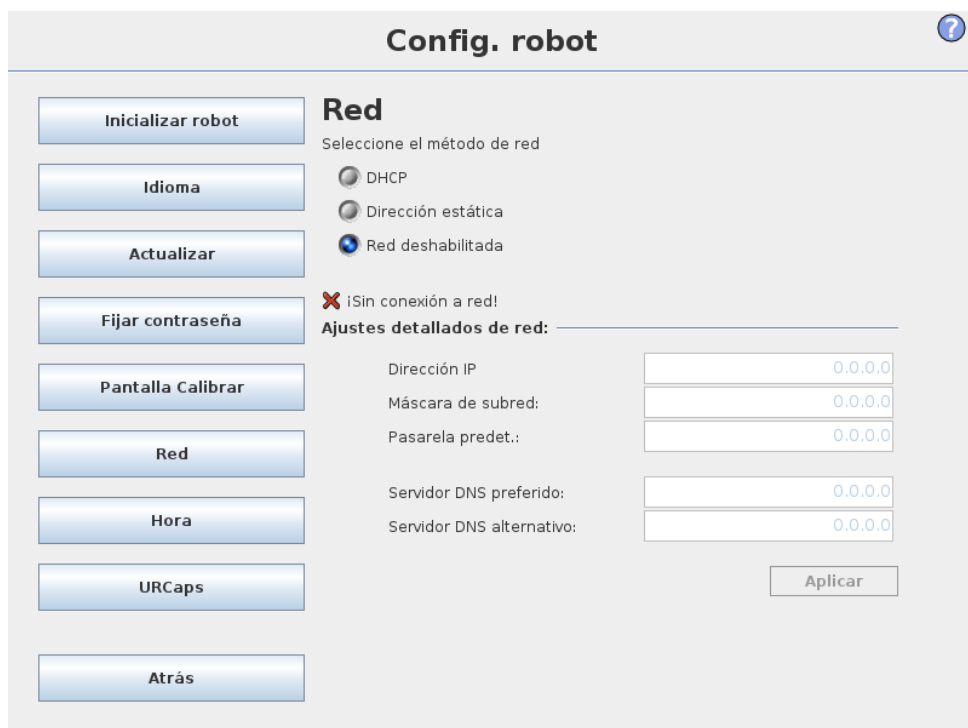 Config. robot
?
Inicializar robot
Idioma
Actualizar
Fijar contraseña
Pantalla Calibrar
Red
Hora
URCaps
Atrás
Red
Seleccione el método de red
DHCP
Dirección estática
Red deshabilitada
¡Sin conexión a red!
Ajustes detallados de red:
Dirección IP 0.0.0.0
Máscara de subred: 0.0.0.0
Pasarela predet.: 0.0.0.0
Servidor DNS preferido: 0.0.0.0
Servidor DNS alternativo: 0.0.0.0
Aplicar